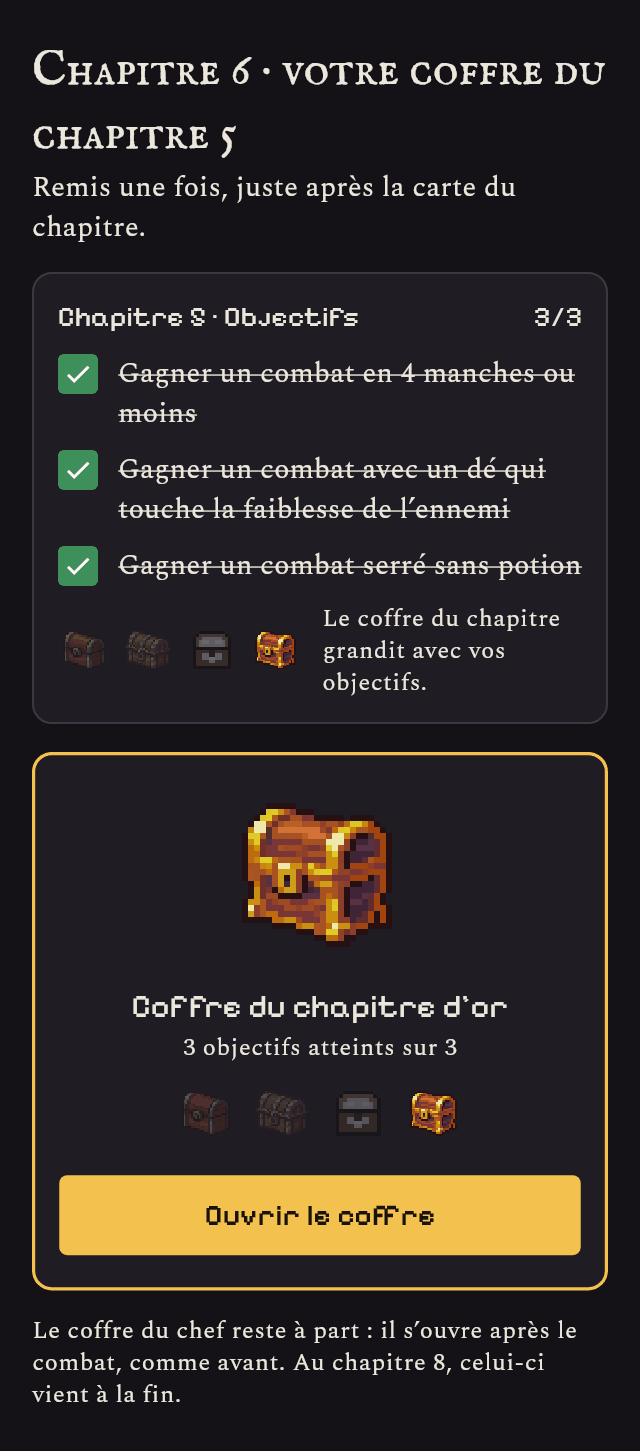 Chapitre 6 · votre coffre du
chapitre 5
Remis une fois, juste après la carte du
chapitre.
Chapitre 5 · Objectifs 3/3
Gagner un combat en 4 manches ou
moins
Gagner un combat avec un dé qui
touche la faiblesse de l’ennemi
Gagner un combat serré sans potion
Le coffre du chapitre
grandit avec vos
objectifs.
Coffre du chapitre d'or
3 objectifs atteints sur 3
Ouvrir le coffre
Le coffre du chef reste à part : il s’ouvre après le
combat, comme avant. Au chapitre 8, celui-ci
vient à la fin.